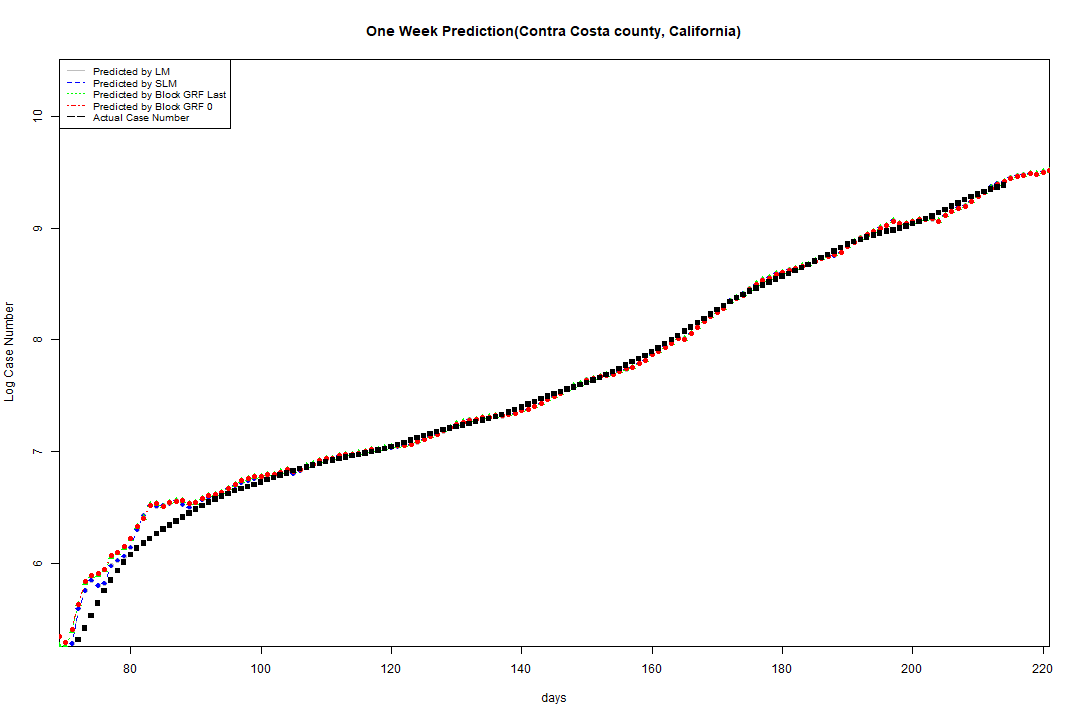 One Week Prediction(Contra Costa county, California)
Predicted by LM
Predicted by SLM
Predicted by Block GRF Last
Predicted by Block GRF 0
Actual Case Number
10
9
8
7
6
Log Case Number
80 100 120 140 160 180 200 220
days